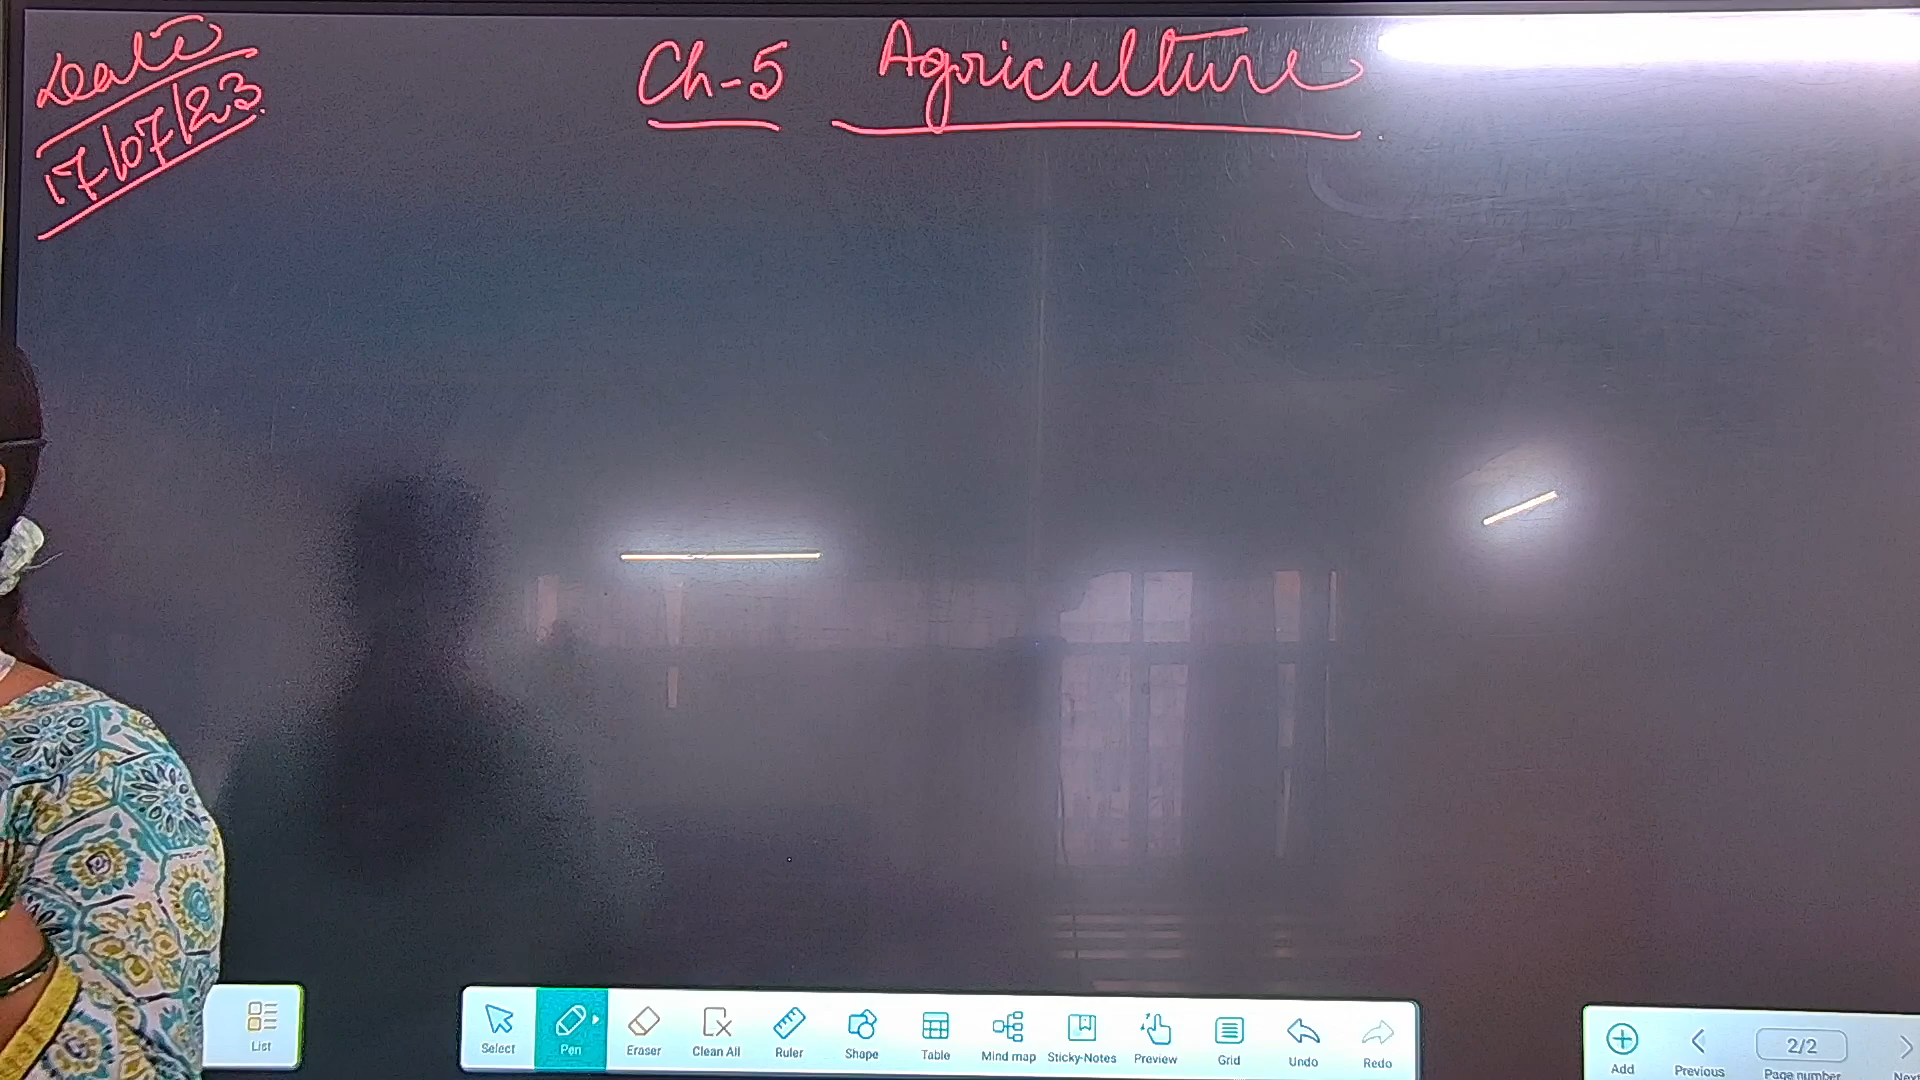 Date
17/07/23
Ch-5 Agriculture
List
Select
Pen
Eraser
Clean All
Ruler
Shape
Table
Mind map
Sticky-Notes
Preview
Grid
Undo
Redo
Add
Previous
2/2
Page number
Next